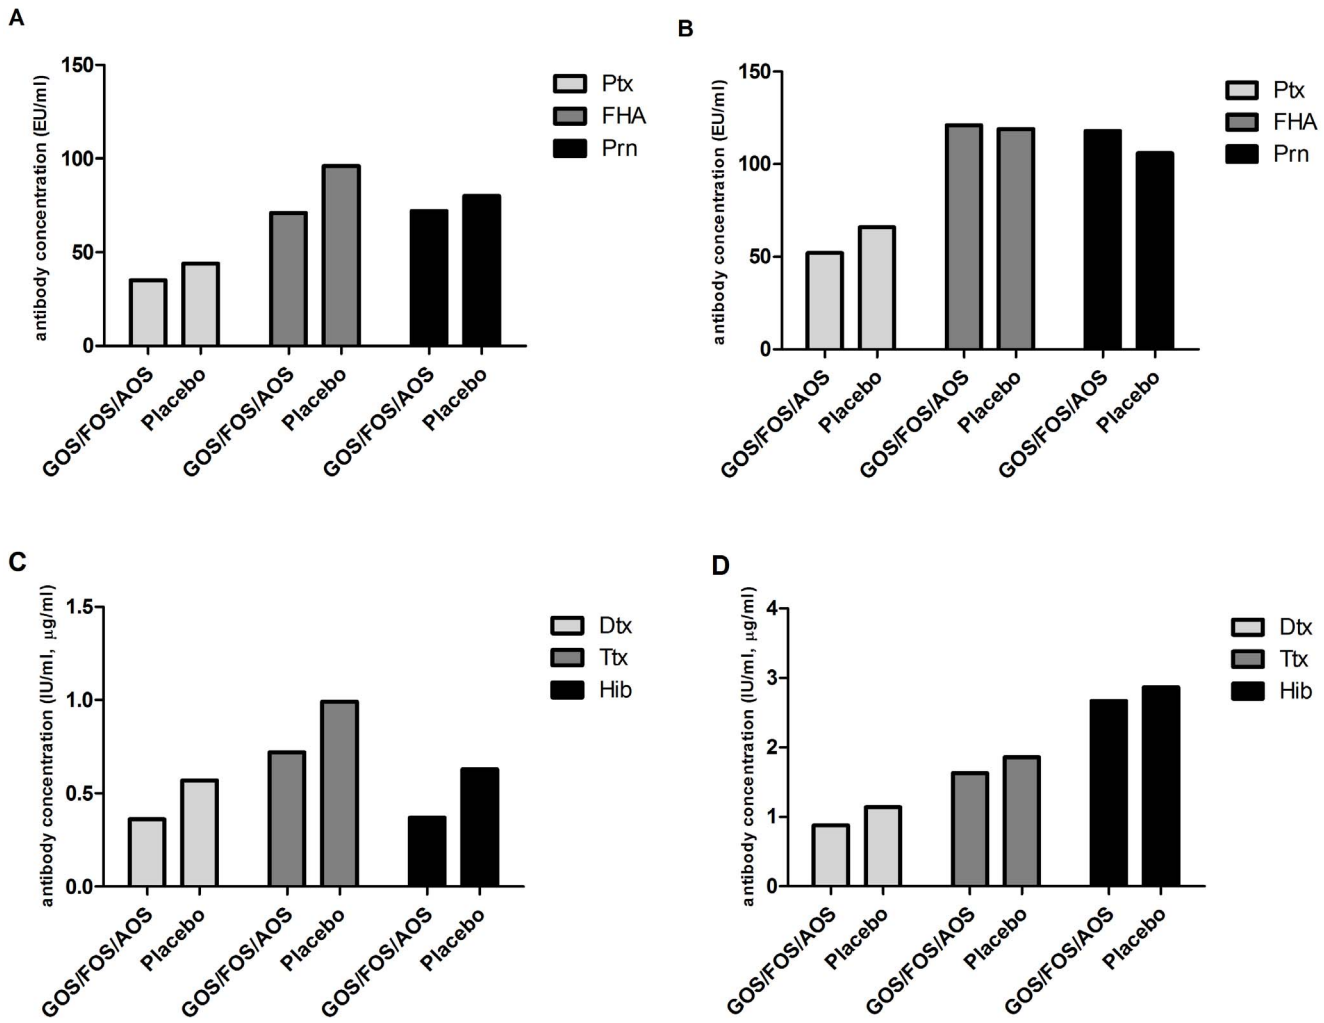 A
antibody concentration (EU/ml)
150
100
50
0
GOS/FOS/AOS
Placebo
GOS/FOS/AOS
Placebo
GOS/FOS/AOS
Placebo
Ptx
FHA
Prn
B
antibody concentration (EU/ml)
150
100
50
0
GOS/FOS/AOS
Placebo
GOS/FOS/AOS
Placebo
GOS/FOS/AOS
Placebo
Ptx
FHA
Prn
C
antibody concentration (IU/ml, µg/ml)
1.5
1.0
0.5
0.0
GOS/FOS/AOS
Placebo
GOS/FOS/AOS
Placebo
GOS/FOS/AOS
Placebo
Dtx
Ttx
Hib
D
antibody concentration (IU/ml, µg/ml)
4
3
2
1
0
GOS/FOS/AOS
Placebo
GOS/FOS/AOS
Placebo
GOS/FOS/AOS
Placebo
Dtx
Ttx
Hib